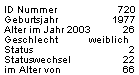 ID Nummer 720
Geburtsjahr 1977
Alter im Jahr 2003 26
Geschlecht weiblich
Status 2
Statuswechsel 22
im Alter von 66